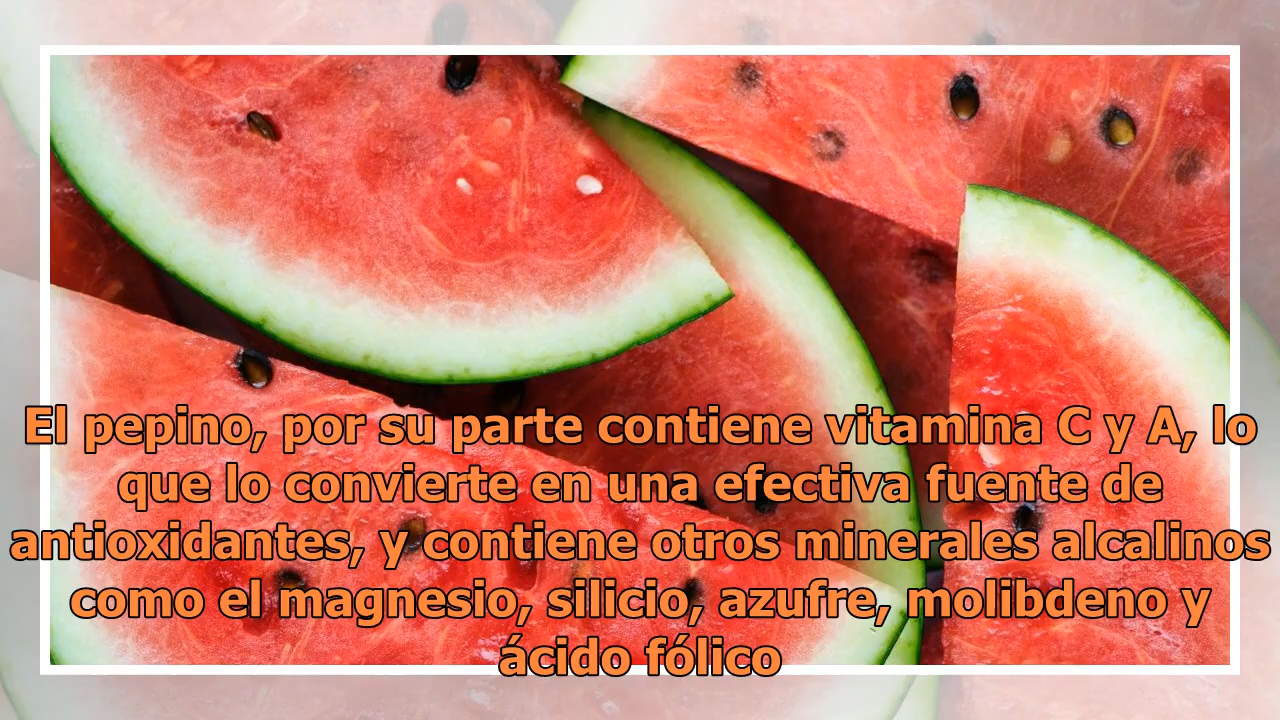 El pepino, por su parte contiene vitamina C y A, lo
que lo convierte en una efectiva fuente de
antioxidantes, y contiene otros minerales alcalinos
como el magnesio, silicio, azufre, molibdeno y
ácido fólico